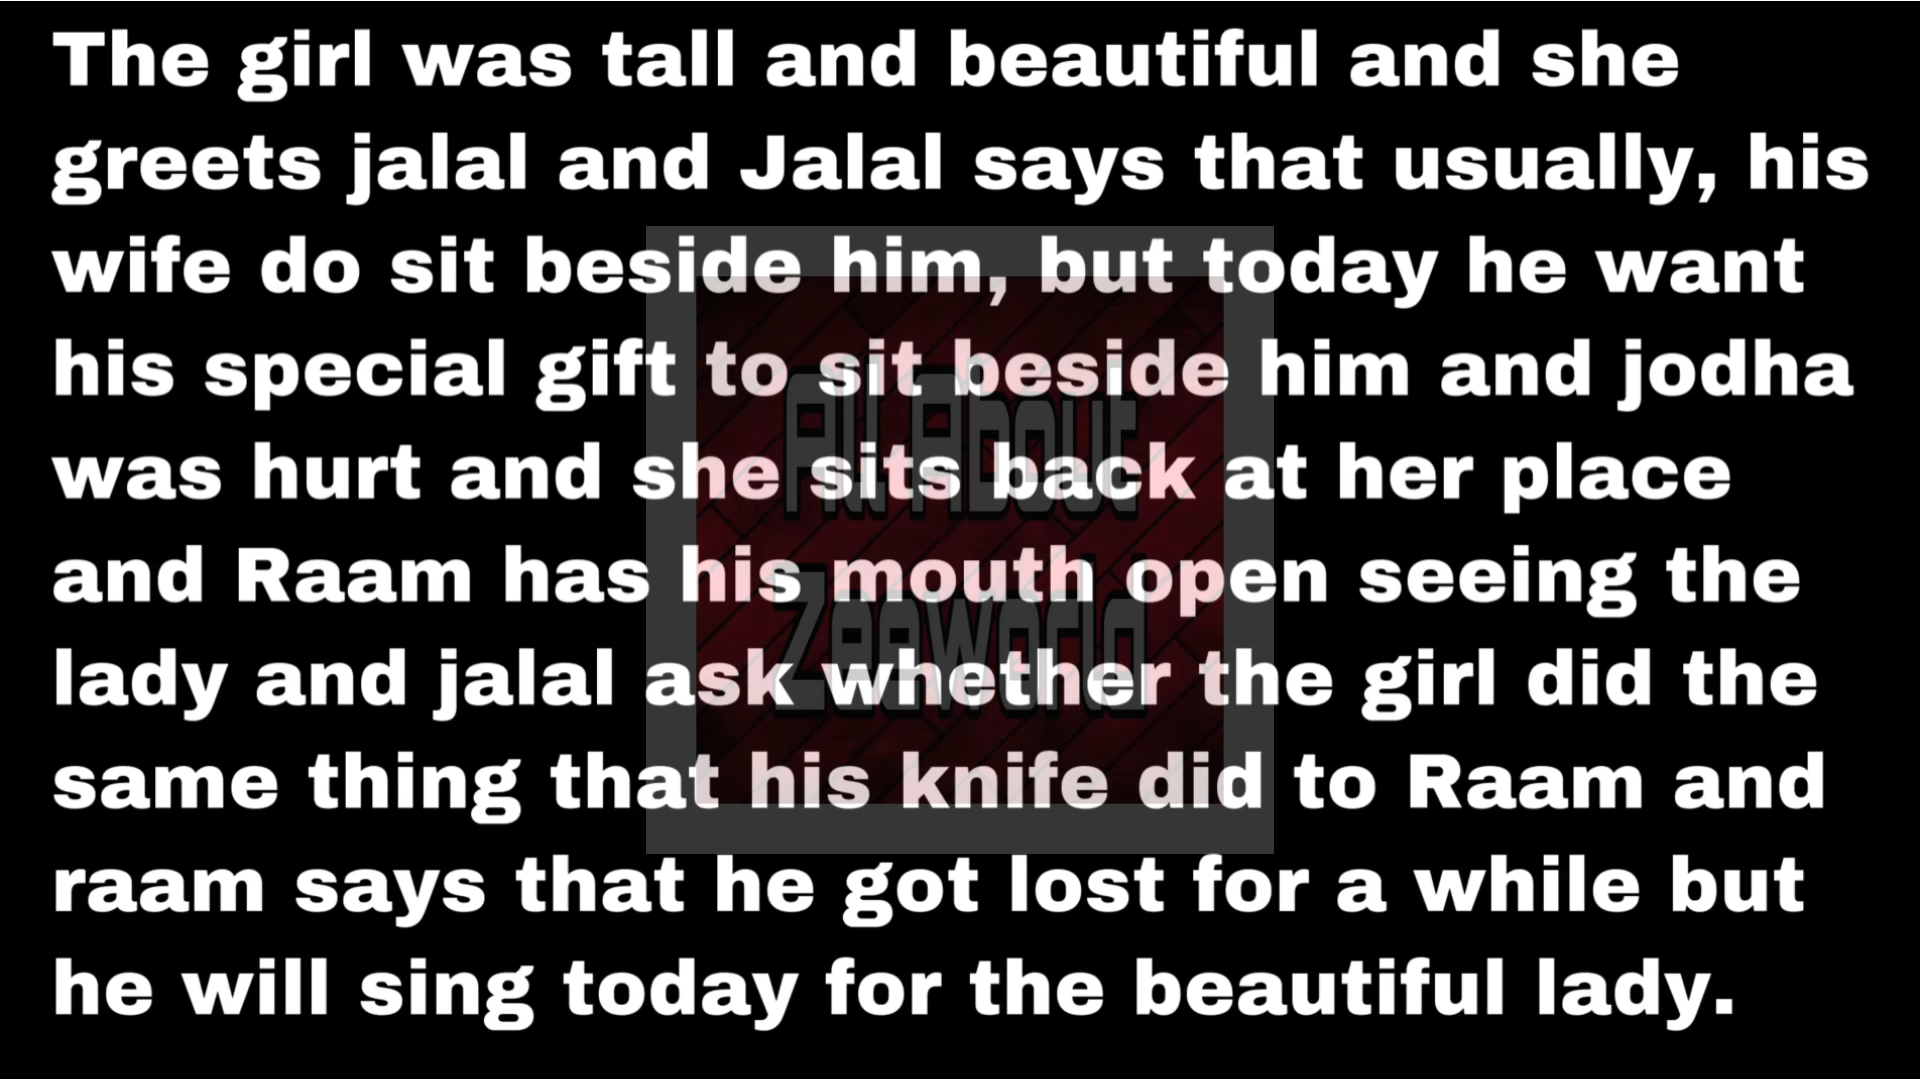 The girl was tall and beautiful and she
greets jalal and Jalal says that usually, his
wife do sit beside him, but today he want
his special gift to sit beside him and jodha
was hurt and she sits back at her place
and Raam has his mouth open seeing the
lady and jalal ask whether the girl did the
same thing that his knife did to Raam and
raam says that he got lost for a while but
he will sing today for the beautiful lady.
All About
Zeeworld